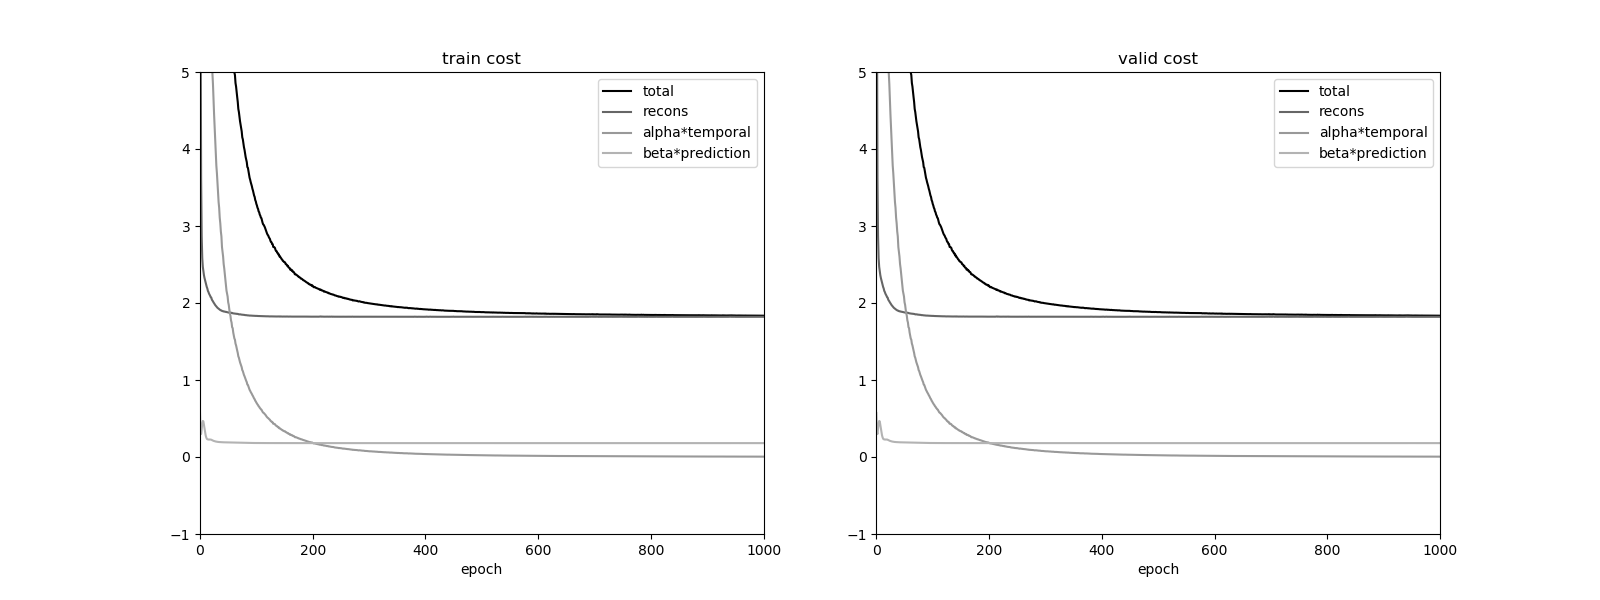 train cost
total
recons
alpha*temporal
beta*prediction
5
4
3
2
1
0
−1
0 200 400 600 800 1000
epoch
valid cost
total
recons
alpha*temporal
beta*prediction
5
4
3
2
1
0
−1
0 200 400 600 800 1000
epoch